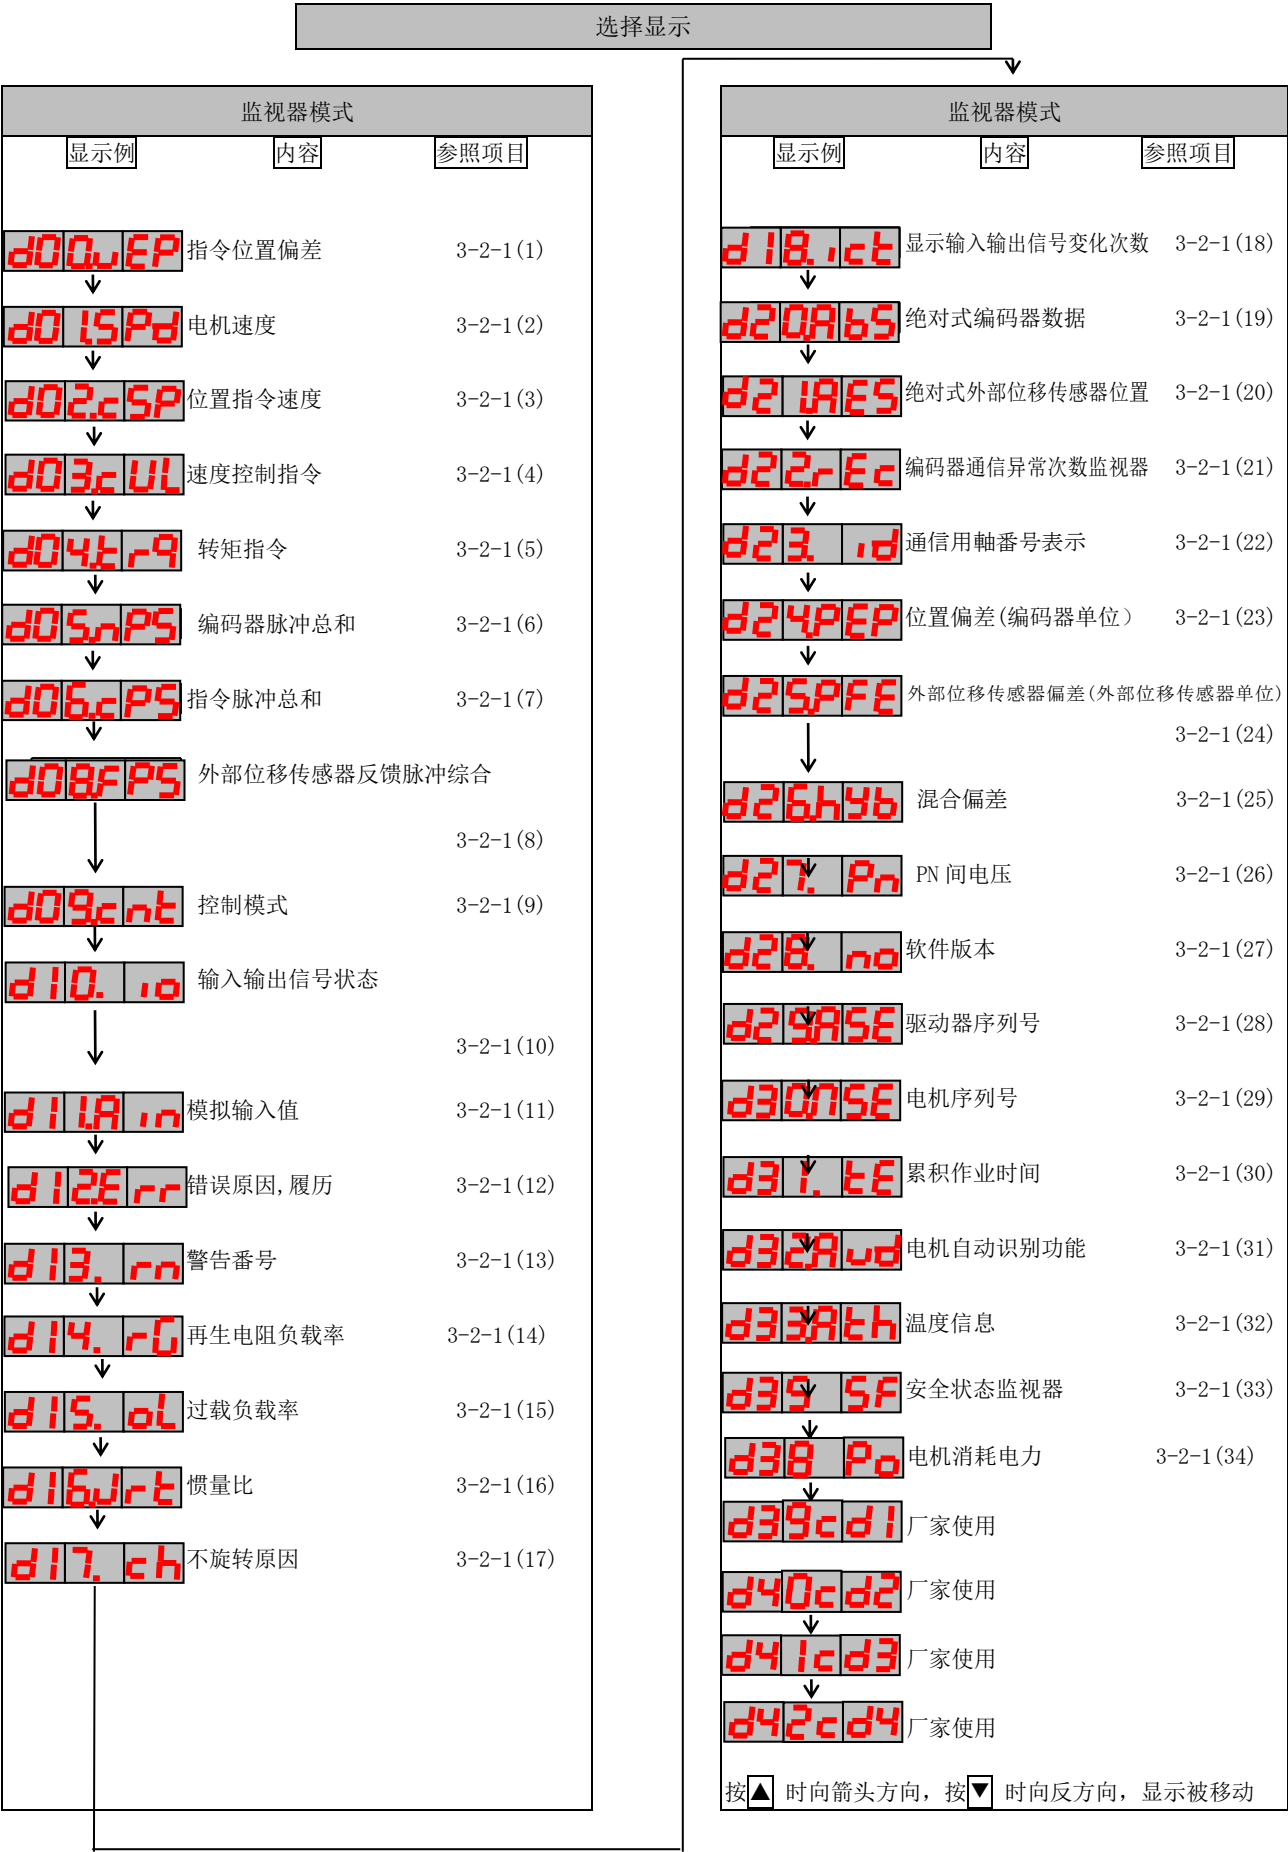 选择显示
监视器模式
显示例 内容 参照项目
d00.uEP 指令位置偏差 3-2-1(1)
d01.SPd 电机速度 3-2-1(2)
d02.cSP 位置指令速度 3-2-1(3)
d03.cUL 速度控制指令 3-2-1(4)
d04.trq 转矩指令 3-2-1(5)
d05.nPS 编码器脉冲总和 3-2-1(6)
d06.cPS 指令脉冲总和 3-2-1(7)
d08.FPS 外部位移传感器反馈脉冲综合
3-2-1(8)
d09.cnt 控制模式 3-2-1(9)
d10. io 输入输出信号状态
3-2-1(10)
d11.A in 模拟输入值 3-2-1(11)
d12.Err 错误原因,履历 3-2-1(12)
d13. rn 警告番号 3-2-1(13)
d14. rG 再生电阻负载率 3-2-1(14)
d15. oL 过载负载率 3-2-1(15)
d16.Jrt 惯量比 3-2-1(16)
d17. ch 不旋转原因 3-2-1(17)
监视器模式
显示例 内容 参照项目
d18. ict 显示输入输出信号变化次数 3-2-1(18)
d20.AbS 绝对式编码器数据 3-2-1(19)
d21.AES 绝对式外部位移传感器位置 3-2-1(20)
d22.rEc 编码器通信异常次数监视器 3-2-1(21)
d23. id 通信用軸番号表示 3-2-1(22)
d24.PEP 位置偏差(编码器单位） 3-2-1(23)
d25.PFE 外部位移传感器偏差(外部位移传感器单位)
3-2-1(24)
d26.hyb 混合偏差 3-2-1(25)
d27. Pn PN 间电压 3-2-1(26)
d28. no 软件版本 3-2-1(27)
d29.ASE 驱动器序列号 3-2-1(28)
d30.nSE 电机序列号 3-2-1(29)
d31. tE 累积作业时间 3-2-1(30)
d32.Aud 电机自动识别功能 3-2-1(31)
d33.Ath 温度信息 3-2-1(32)
d39 SF 安全状态监视器 3-2-1(33)
d38 Po 电机消耗电力 3-2-1(34)
d39cd1 厂家使用
d40cd2 厂家使用
d41cd3 厂家使用
d42cd4 厂家使用
按▲ 时向箭头方向，按▼ 时向反方向，显示被移动